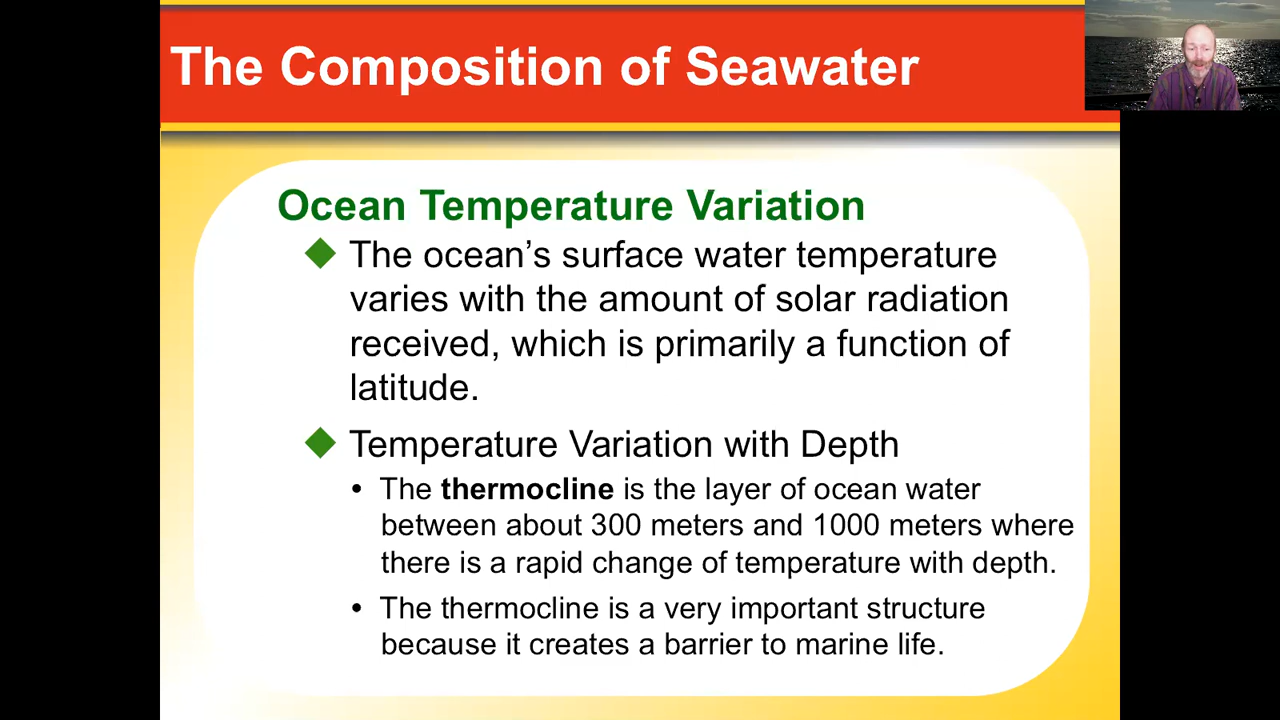 The Composition of Seawater
Ocean Temperature Variation
The ocean's surface water temperature
varies with the amount of solar radiation
received, which is primarily a function of
latitude.
Temperature Variation with Depth
• The thermocline is the layer of ocean water
between about 300 meters and 1000 meters where
there is a rapid change of temperature with depth.
• The thermocline is a very important structure
because it creates a barrier to marine life.